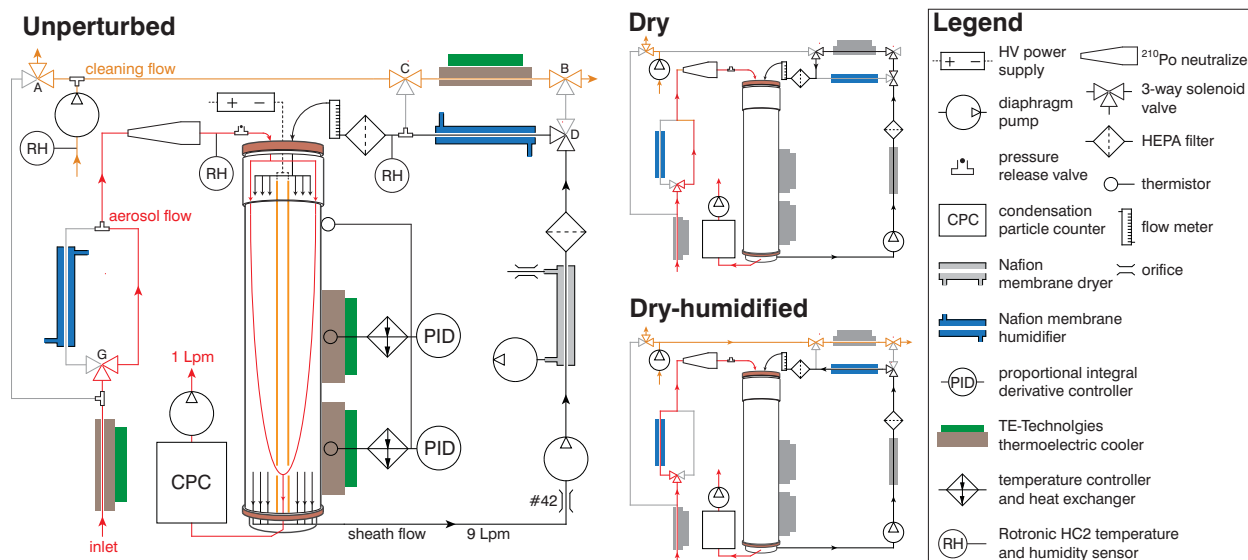 Unperturbed
cleaning flow
A
B
C
D
RH
RH
RH
+ −
aerosol flow
G
1 Lpm
PID
PID
CPC
#42
inlet
sheath flow
9 Lpm
Dry
Dry-humidified
Legend
+ −
HV power
supply
210Po neutralize
diaphragm
pump
3-way solenoid
valve
HEPA filter
pressure
release valve
thermistor
CPC
condensation
particle counter
flow meter
Nafion
membrane dryer
orifice
Nafion membrane
humidifier
PID
proportional integral
derivative controller
TE-Technolgies
thermoelectric cooler
temperature controller
and heat exchanger
RH
Rotronic HC2 temperature
and humidity sensor